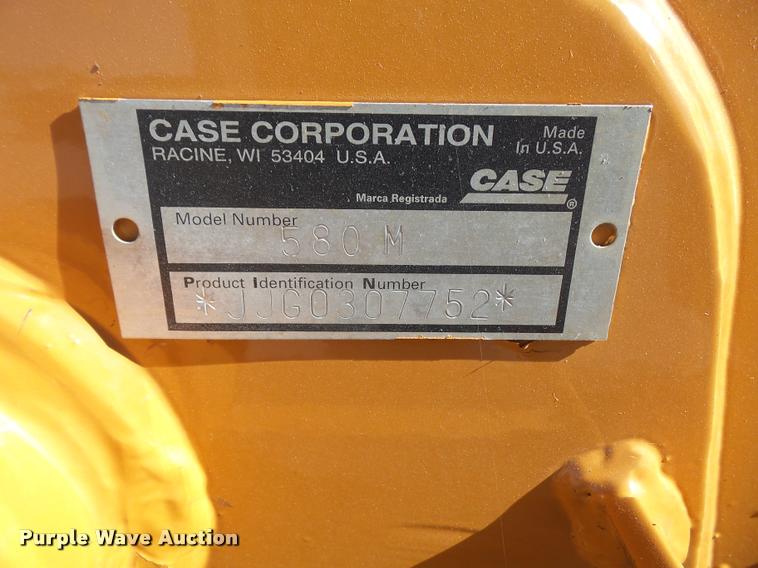 CASE CORPORATION
RACINE, WI 53404 U.S.A.
Made
In U.S.A.
CASE
®
Marca Registrada
Model Number
580 M
Product Identification Number
*JJG0307752*
Purple Wave Auction